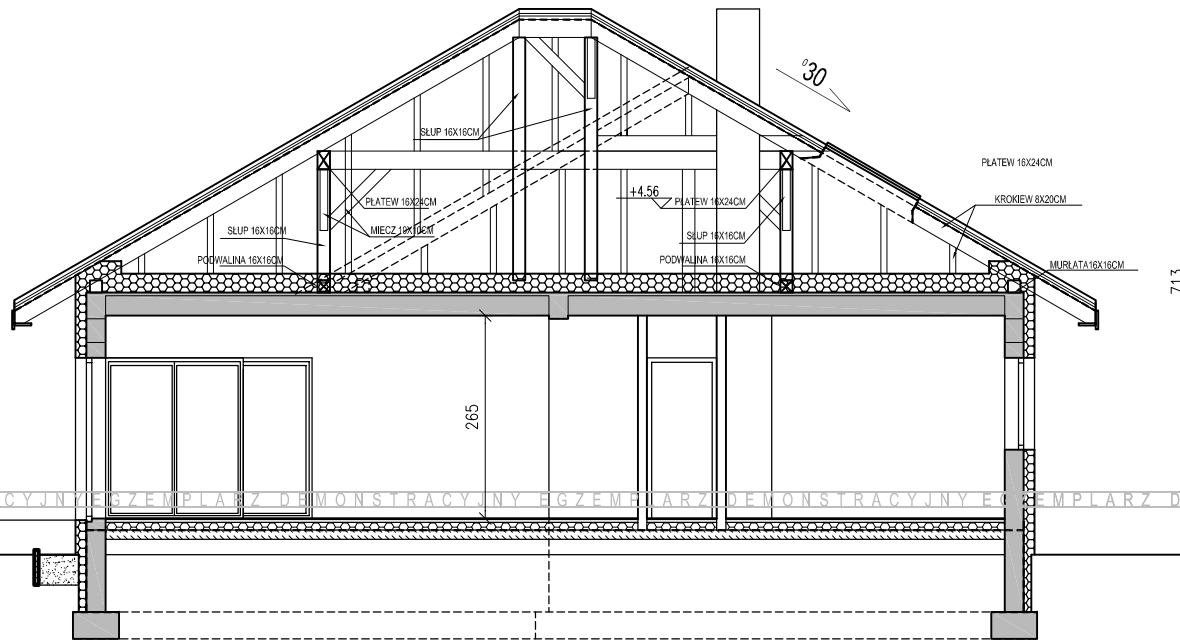 °30
SŁUP 16X16CM
PŁATEW 16X24CM
+4.56
PŁATEW 16X24CM
PŁATEW 16X24CM
KROKIEW 8X20CM
SŁUP 16X16CM
MIECZ 10X10CM
SŁUP 16X16CM
PODWALINA 16X16CM
PODWALINA 16X16CM
MURŁATA16X16CM
713
265
CYJNY EGZEMPLARZ DEMONSTRACYJNY EGZEMPLARZ DEMONSTRACYJNY EGZEMPLARZ D